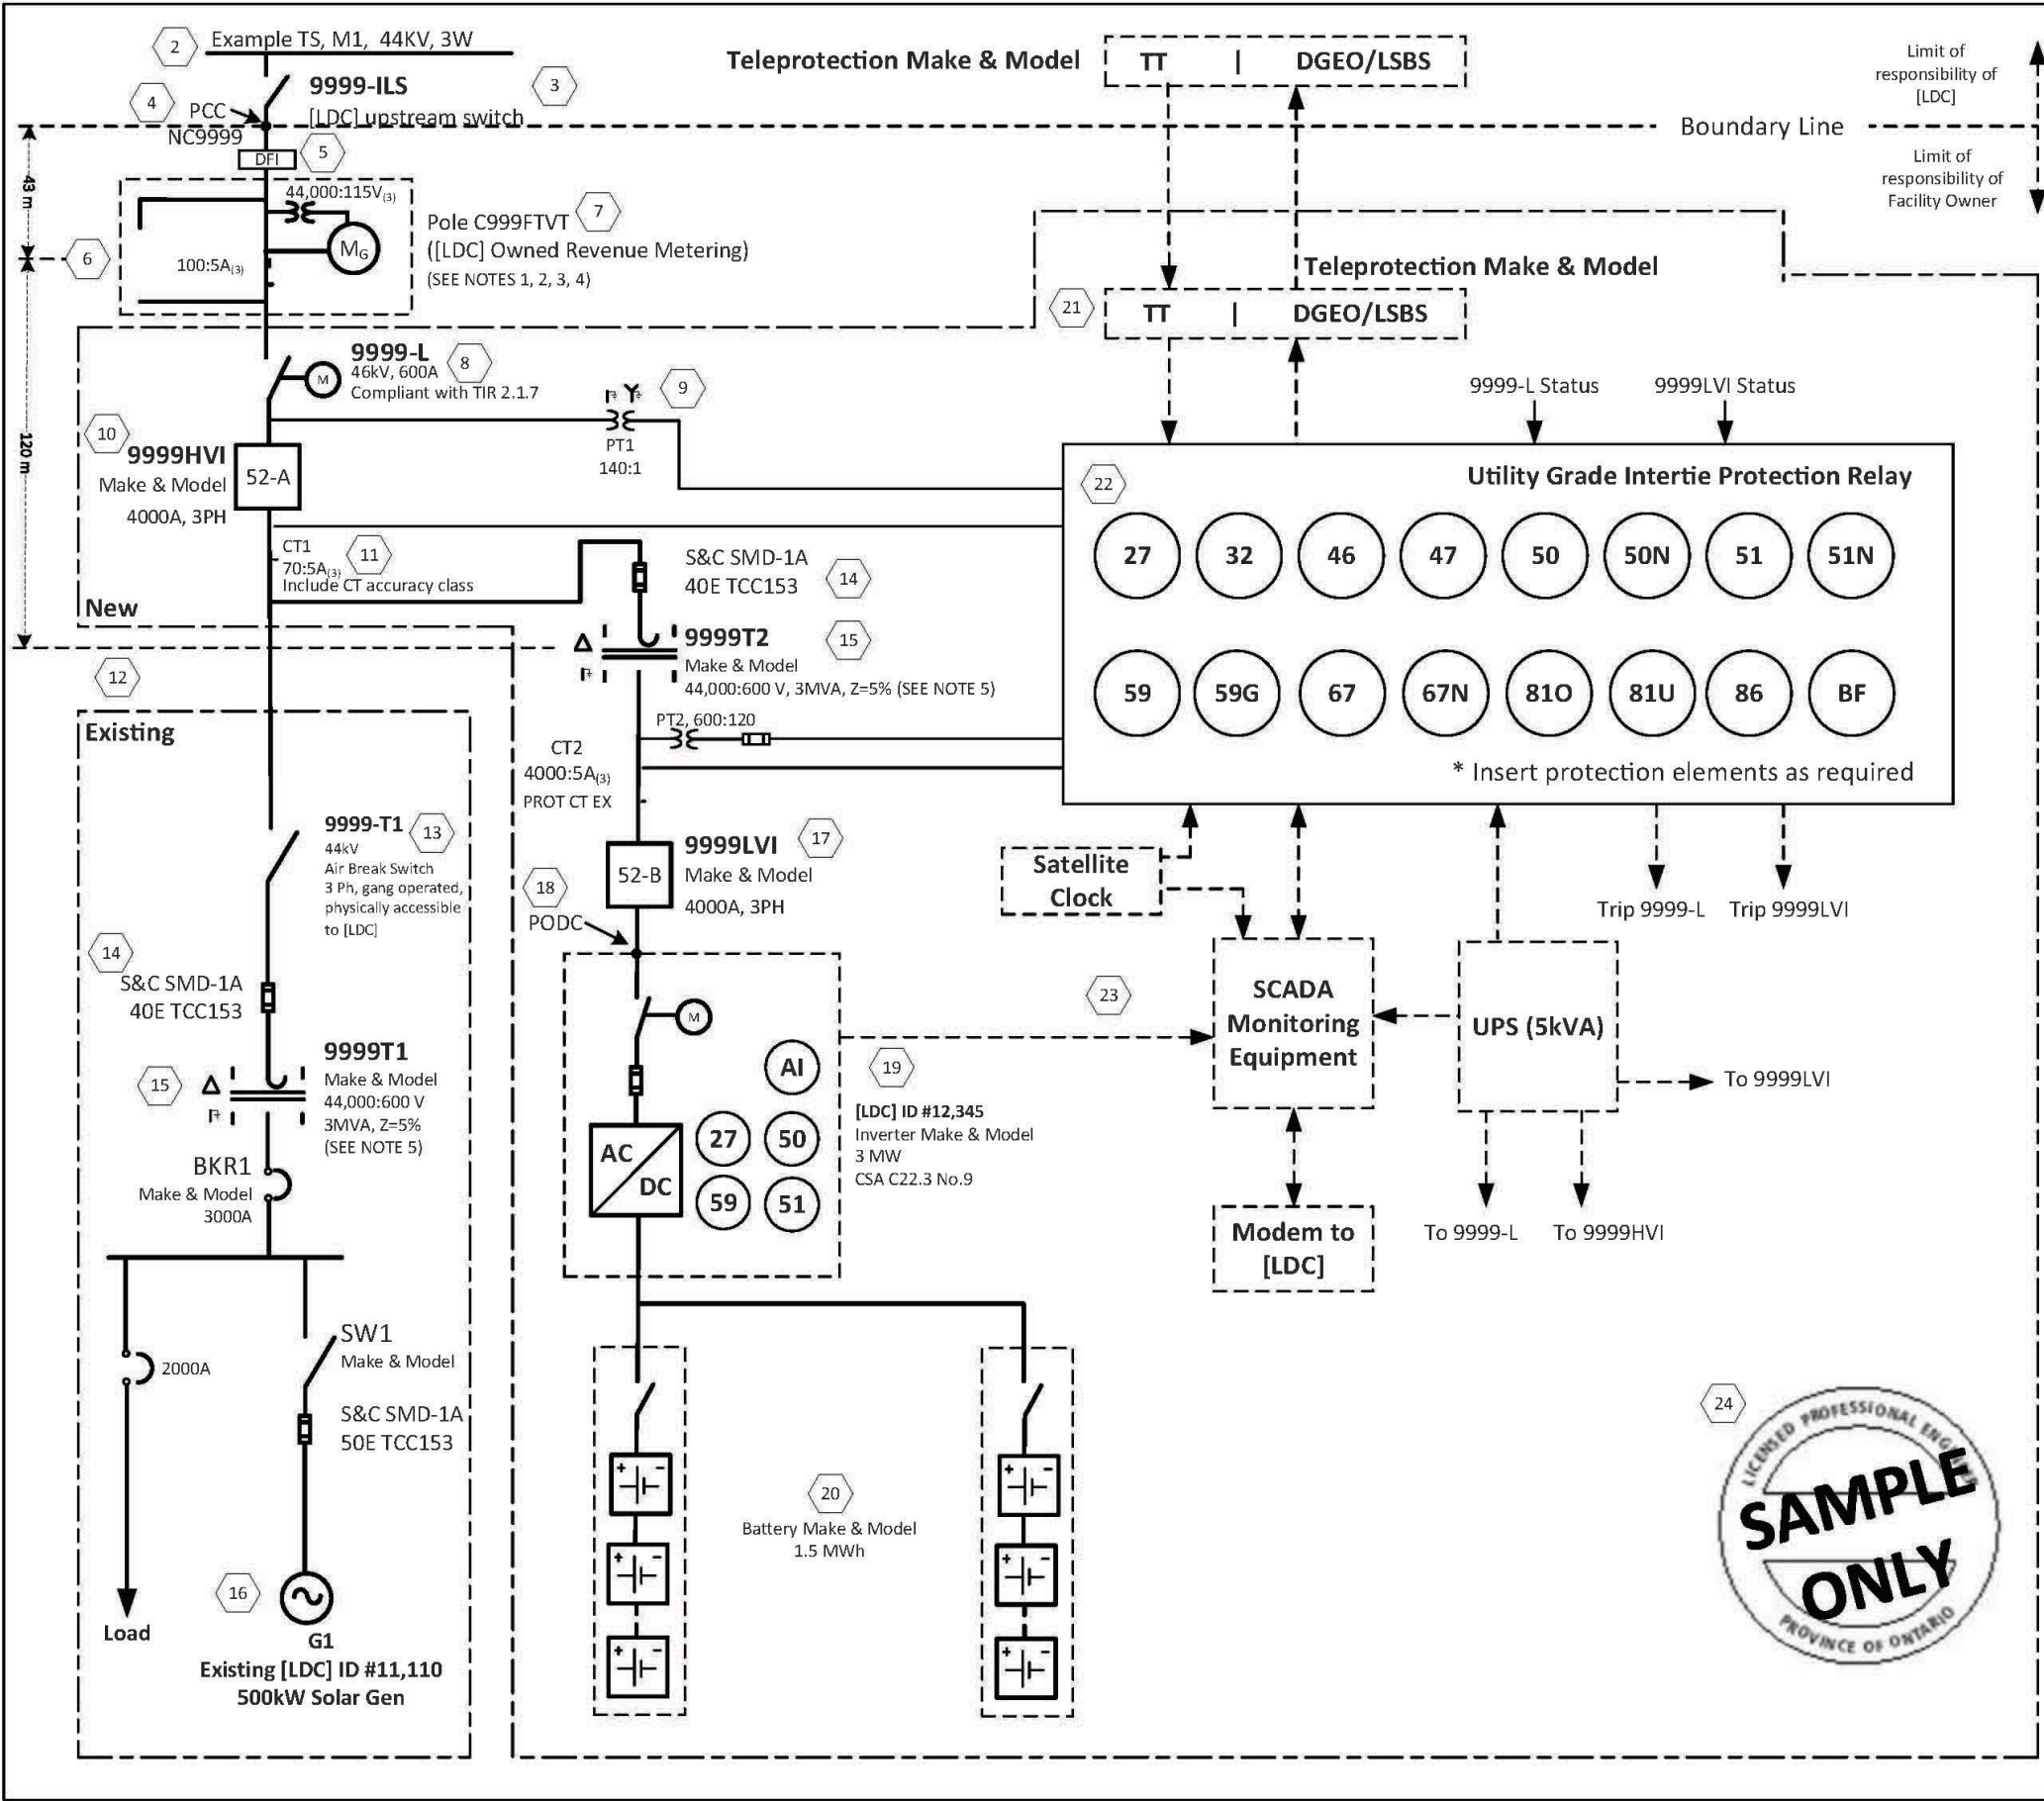 2
Example TS, M1, 44KV, 3W
9999-ILS
3
[LDC] upstream switch
4
PCC
NC9999
DFI
5
Teleprotection Make & Model
TT | DGEO/LSBS
Limit of
responsibility of
[LDC]
Boundary Line
Limit of
responsibility of
Facility Owner
43 m
6
44,000:115V(3)
MG
100:5A(3)
7
Pole C999FTVT
([LDC] Owned Revenue Metering)
(SEE NOTES 1, 2, 3, 4)
Teleprotection Make & Model
21
TT | DGEO/LSBS
120 m
9999-L
8
46kV, 600A
Compliant with TIR 2.1.7
M
9
PT1
140:1
10
9999HVI
Make & Model
4000A, 3PH
52-A
CT1
70:5A(3)
Include CT accuracy class
11
New
S&C SMD-1A
40E TCC153
14
9999T2
15
Make & Model
44,000:600 V, 3MVA, Z=5% (SEE NOTE 5)
PT2, 600:120
CT2
4000:5A(3)
PROT CT EX
9999-L Status
9999LVI Status
22
Utility Grade Intertie Protection Relay
27 32 46 47 50 50N 51 51N
59 59G 67 67N 81O 81U 86 BF
* Insert protection elements as required
12
Existing
9999-T1
13
44kV
Air Break Switch
3 Ph, gang operated,
physically accessible
to [LDC]
14
S&C SMD-1A
40E TCC153
9999T1
15
Make & Model
44,000:600 V
3MVA, Z=5%
(SEE NOTE 5)
BKR1
Make & Model
3000A
2000A
SW1
Make & Model
S&C SMD-1A
50E TCC153
Load
16
G1
Existing [LDC] ID #11,110
500kW Solar Gen
52-B
9999LVI
17
Make & Model
4000A, 3PH
18
PODC
M
AI
AC
DC
27 50
59 51
19
[LDC] ID #12,345
Inverter Make & Model
3 MW
CSA C22.3 No.9
+ -
+ -
+ -
+ -
+ -
+ -
20
Battery Make & Model
1.5 MWh
Satellite
Clock
23
SCADA
Monitoring
Equipment
UPS (5kVA)
Trip 9999-L
Trip 9999LVI
To 9999LVI
To 9999-L
To 9999HVI
Modem to
[LDC]
24
LICENSED PROFESSIONAL ENGINEER
SAMPLE
ONLY
PROVINCE OF ONTARIO